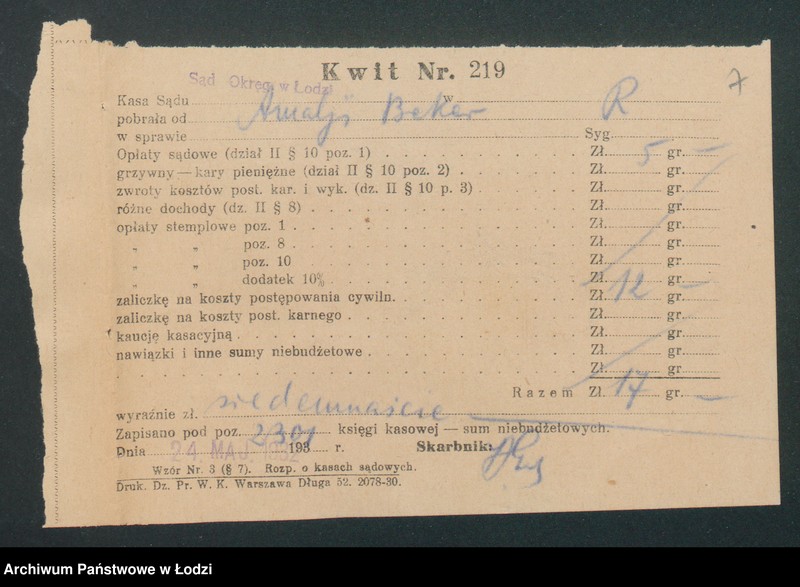 Kwit Nr. 219
7
Sąd Okręg. w Łodzi
Kasa Sądu w
pobrała od Amalji Beker R
w sprawie Syg
Opłaty sądowe (dział II § 10 poz. 1) Zł. 5 gr. —
grzywny — kary pieniężne (dział II § 10 poz. 2) Zł. gr.
zwroty kosztów post. kar. i wyk. (dz. II § 10 p. 3) Zł. gr.
różne dochody (dz. II § 8) Zł. gr.
opłaty stemplowe poz. 1 Zł. gr.
„ „ poz. 8 Zł. gr.
„ „ poz. 10 Zł. gr.
„ „ dodatek 10% Zł. gr.
zaliczkę na koszty postępowania cywiln. Zł. 12 gr. —
zaliczkę na koszty post. karnego Zł. gr.
kaucję kasacyjną Zł. gr.
nawiązki i inne sumy niebudżetowe Zł. gr.
Zł. gr.
Razem Zł. 17 gr. —
wyraźnie zł. siedemnaście —
Zapisano pod poz. 2301 księgi kasowej — sum niebudżetowych.
Dnia 24. MAJ 1932 193 r. Skarbnik:
Wzór Nr. 3 (§ 7). Rozp. o kasach sądowych.
Druk. Dz. Pr. W. K. Warszawa Długa 52. 2078-30.
Archiwum Państwowe w Łodzi